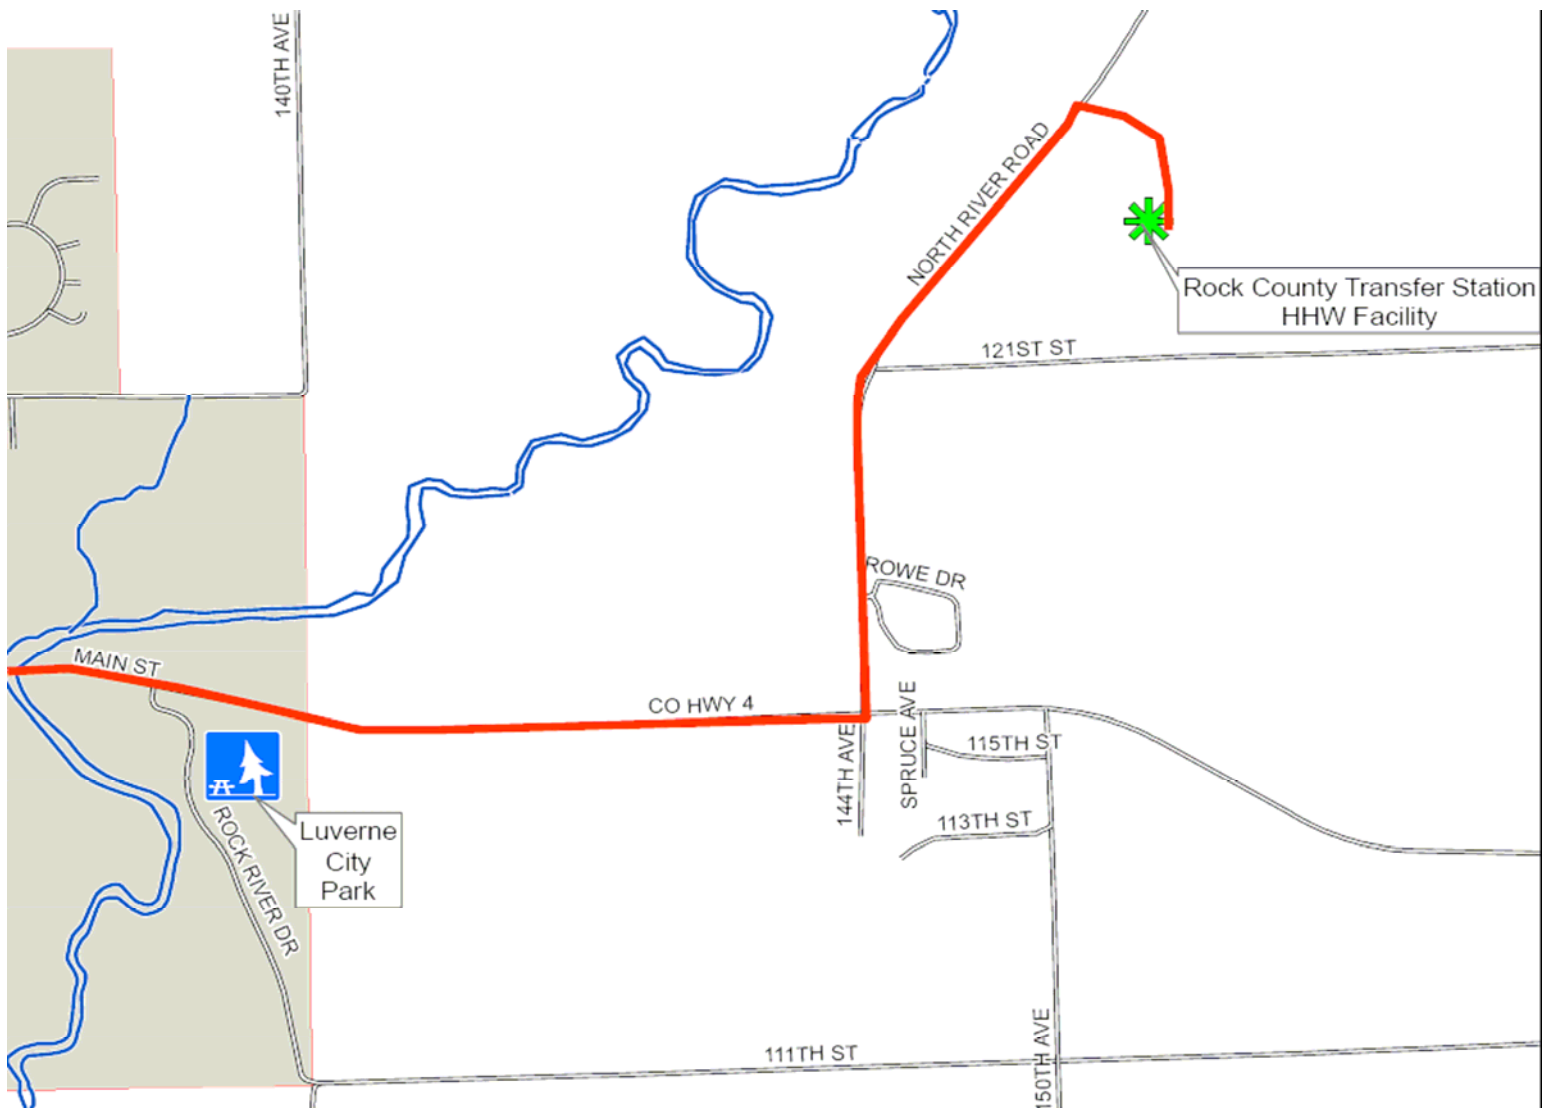 140TH AVE
NORTH RIVER ROAD
Rock County Transfer Station
HHW Facility
121ST ST
ROWE DR
MAIN ST
CO HWY 4
SPRUCE AVE
144TH AVE
115TH ST
113TH ST
Luverne
City
Park
ROCK RIVER DR
111TH ST
150TH AVE